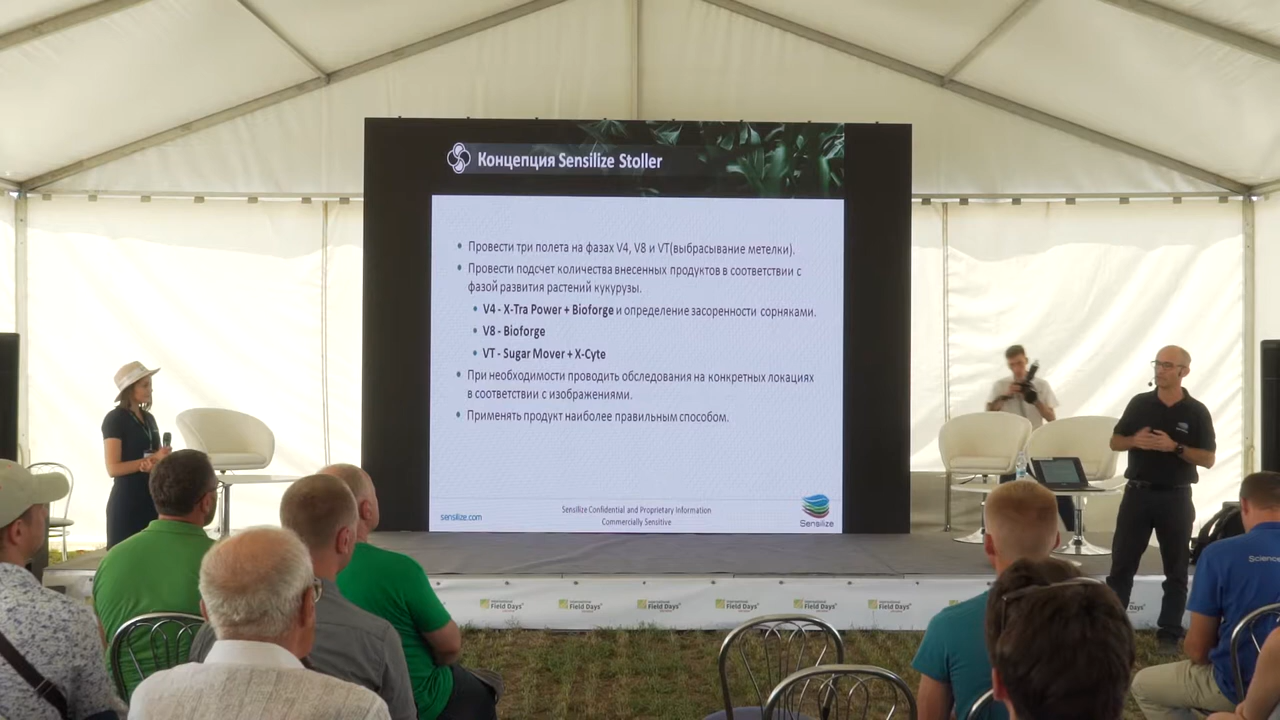 Концепция Sensilize Stoller
• Провести три полета на фазах V4, V8 и VT(выбрасывание метелки).
• Провести подсчет количества внесенных продуктов в соответствии с
фазой развития растений кукурузы.
• V4 - X-Tra Power + Bioforge и определение засоренности сорняками.
• V8 - Bioforge
• VT - Sugar Mover + X-Cyte
• При необходимости проводить обследования на конкретных локациях
в соответствии с изображениями.
• Применять продукт наиболее правильным способом.
sensilize.com
Sensilize Confidential and Proprietary Information
Commercially Sensitive
Sensilize
Field Days
Field Days
Field Days
Field Days
Field Days
Field Days
Science